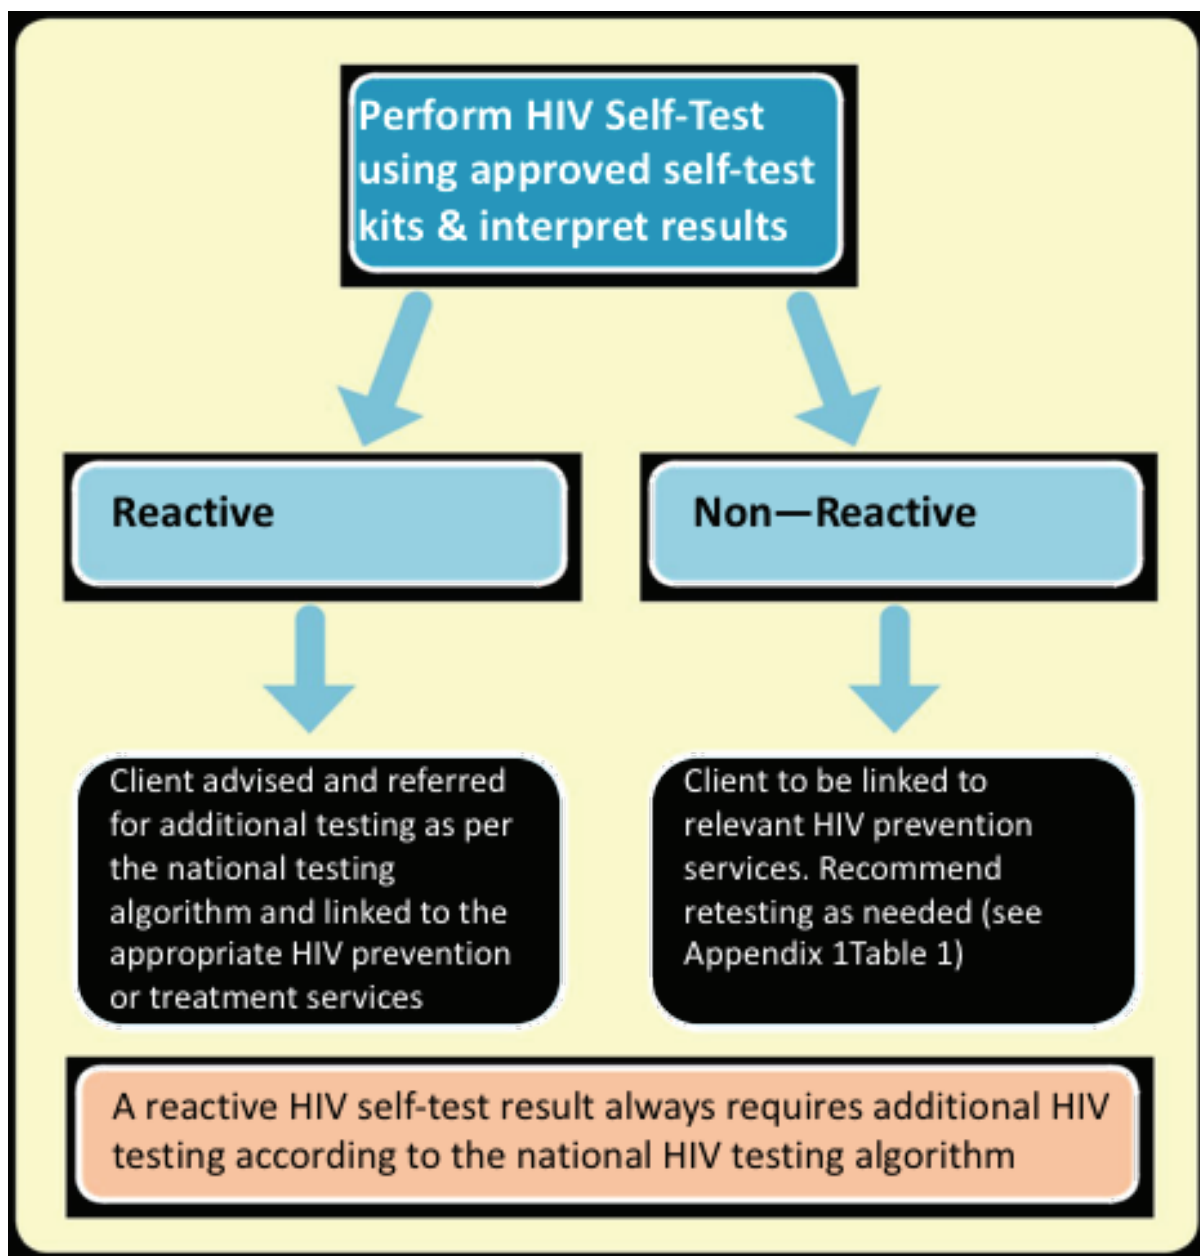 Perform HIV Self-Test
using approved self-test
kits & interpret results
Reactive
Non—Reactive
Client advised and referred
for additional testing as per
the national testing
algorithm and linked to the
appropriate HIV prevention
or treatment services
Client to be linked to
relevant HIV prevention
services. Recommend
retesting as needed (see
Appendix 1Table 1)
A reactive HIV self-test result always requires additional HIV
testing according to the national HIV testing algorithm